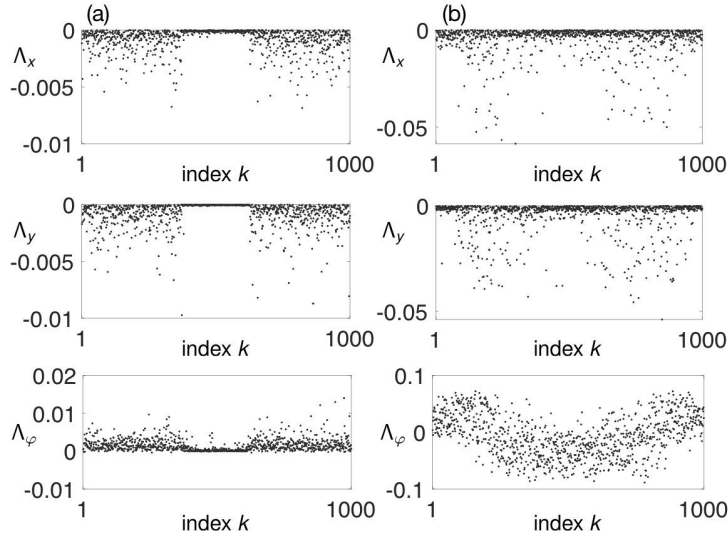 (a)
(b)
0
Λx
-0.005
-0.01
1
index k
1000
0
Λx
-0.05
1
index k
1000
0
Λy
-0.005
-0.01
1
index k
1000
0
Λy
-0.05
1
index k
1000
0.02
0.01
Λφ
0
-0.01
1
index k
1000
0.1
Λφ
0
-0.1
1
index k
1000